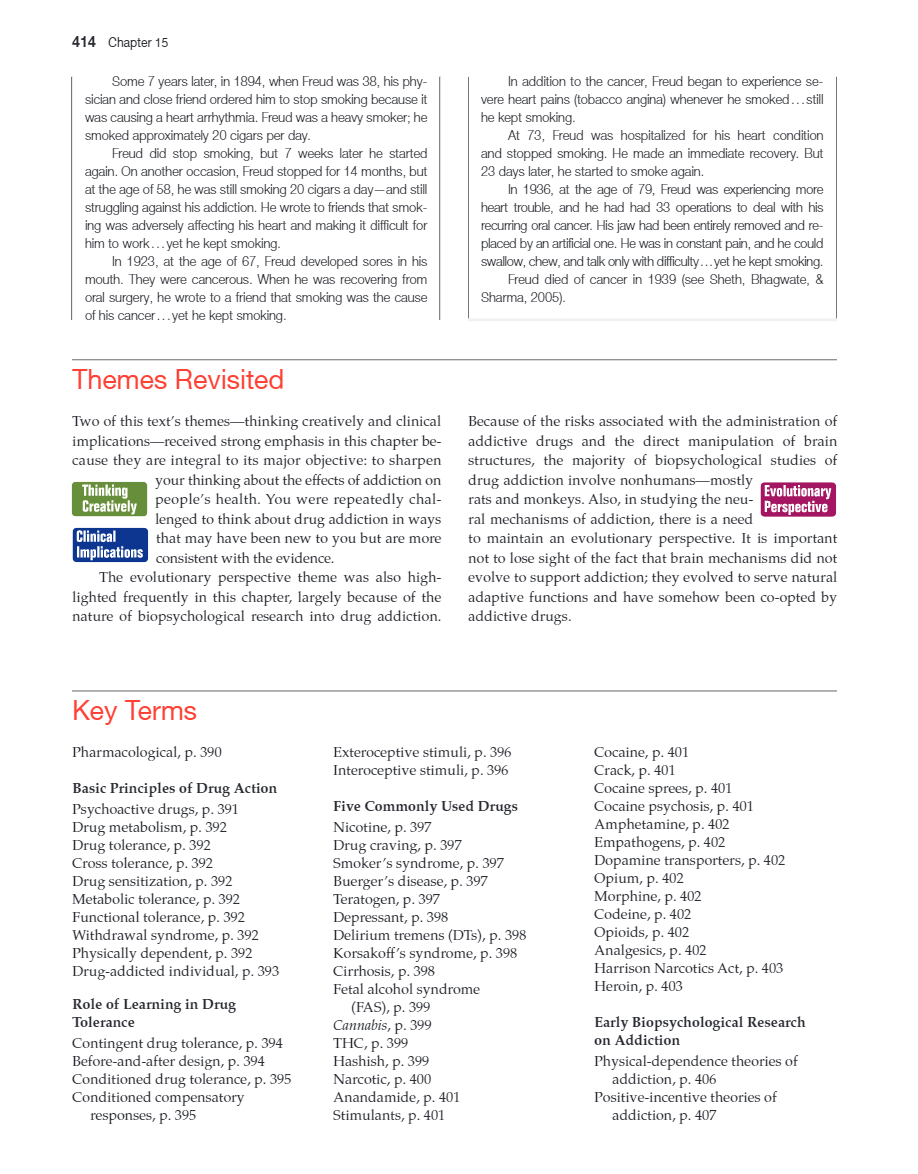 414 Chapter 15
Some 7 years later, in 1894, when Freud was 38, his phy-
sician and close friend ordered him to stop smoking because it
was causing a heart arrhythmia. Freud was a heavy smoker; he
smoked approximately 20 cigars per day.
Freud did stop smoking, but 7 weeks later he started
again. On another occasion, Freud stopped for 14 months, but
at the age of 58, he was still smoking 20 cigars a day—and still
struggling against his addiction. He wrote to friends that smok-
ing was adversely affecting his heart and making it difficult for
him to work…yet he kept smoking.
In 1923, at the age of 67, Freud developed sores in his
mouth. They were cancerous. When he was recovering from
oral surgery, he wrote to a friend that smoking was the cause
of his cancer…yet he kept smoking.
In addition to the cancer, Freud began to experience se-
vere heart pains (tobacco angina) whenever he smoked…still
he kept smoking.
At 73, Freud was hospitalized for his heart condition
and stopped smoking. He made an immediate recovery. But
23 days later, he started to smoke again.
In 1936, at the age of 79, Freud was experiencing more
heart trouble, and he had had 33 operations to deal with his
recurring oral cancer. His jaw had been entirely removed and re-
placed by an artificial one. He was in constant pain, and he could
swallow, chew, and talk only with difficulty…yet he kept smoking.
Freud died of cancer in 1939 (see Sheth, Bhagwate, &
Sharma, 2005).
Themes Revisited
Two of this text's themes—thinking creatively and clinical
implications—received strong emphasis in this chapter be-
cause they are integral to its major objective: to sharpen
your thinking about the effects of addiction on
people's health. You were repeatedly chal-
lenged to think about drug addiction in ways
that may have been new to you but are more
consistent with the evidence.
Thinking
Creatively
Clinical
Implications
The evolutionary perspective theme was also high-
lighted frequently in this chapter, largely because of the
nature of biopsychological research into drug addiction.
Because of the risks associated with the administration of
addictive drugs and the direct manipulation of brain
structures, the majority of biopsychological studies of
drug addiction involve nonhumans—mostly
rats and monkeys. Also, in studying the neu-
ral mechanisms of addiction, there is a need
Evolutionary
Perspective
to maintain an evolutionary perspective. It is important
not to lose sight of the fact that brain mechanisms did not
evolve to support addiction; they evolved to serve natural
adaptive functions and have somehow been co-opted by
addictive drugs.
Key Terms
Pharmacological, p. 390
Basic Principles of Drug Action
Psychoactive drugs, p. 391
Drug metabolism, p. 392
Drug tolerance, p. 392
Cross tolerance, p. 392
Drug sensitization, p. 392
Metabolic tolerance, p. 392
Functional tolerance, p. 392
Withdrawal syndrome, p. 392
Physically dependent, p. 392
Drug-addicted individual, p. 393
Role of Learning in Drug
Tolerance
Contingent drug tolerance, p. 394
Before-and-after design, p. 394
Conditioned drug tolerance, p. 395
Conditioned compensatory
responses, p. 395
Exteroceptive stimuli, p. 396
Interoceptive stimuli, p. 396
Five Commonly Used Drugs
Nicotine, p. 397
Drug craving, p. 397
Smoker's syndrome, p. 397
Buerger's disease, p. 397
Teratogen, p. 397
Depressant, p. 398
Delirium tremens (DTs), p. 398
Korsakoff's syndrome, p. 398
Cirrhosis, p. 398
Fetal alcohol syndrome
(FAS), p. 399
Cannabis, p. 399
THC, p. 399
Hashish, p. 399
Narcotic, p. 400
Anandamide, p. 401
Stimulants, p. 401
Cocaine, p. 401
Crack, p. 401
Cocaine sprees, p. 401
Cocaine psychosis, p. 401
Amphetamine, p. 402
Empathogens, p. 402
Dopamine transporters, p. 402
Opium, p. 402
Morphine, p. 402
Codeine, p. 402
Opioids, p. 402
Analgesics, p. 402
Harrison Narcotics Act, p. 403
Heroin, p. 403
Early Biopsychological Research
on Addiction
Physical-dependence theories of
addiction, p. 406
Positive-incentive theories of
addiction, p. 407